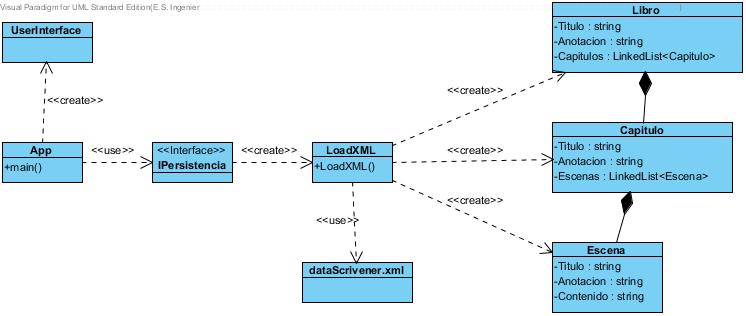 Visual Paradigm for UML Standard Edition(E.S. Ingenier
Libro
-Titulo : string
-Anotacion : string
-Capitulos : LinkedList<Capitulo>
UserInterface
<<create>>
<<create>>
App
+main()
<<use>>
<<Interface>>
IPersistencia
<<create>>
LoadXML
+LoadXML()
<<create>>
Capitulo
-Titulo : string
-Anotacion : string
-Escenas : LinkedList<Escena>
<<create>>
<<use>>
dataScrivener.xml
Escena
-Titulo : string
-Anotacion : string
-Contenido : string